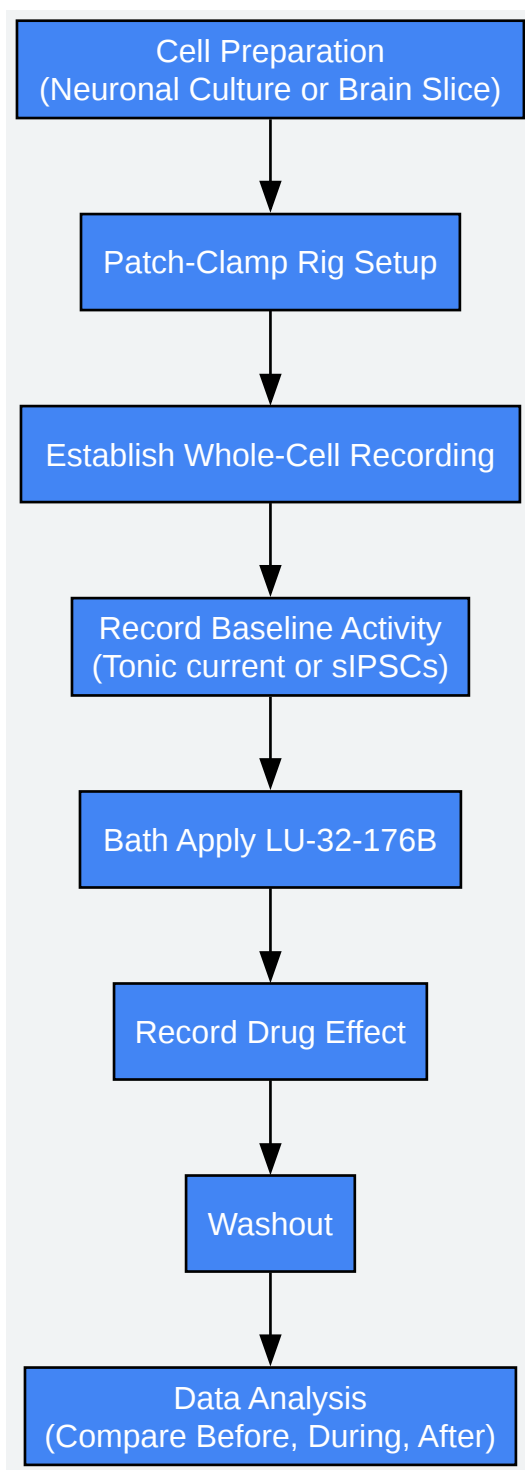 Cell Preparation
(Neuronal Culture or Brain Slice)
Patch-Clamp Rig Setup
Establish Whole-Cell Recording
Record Baseline Activity
(Tonic current or sIPSCs)
Bath Apply LU-32-176B
Record Drug Effect
Washout
Data Analysis
(Compare Before, During, After)